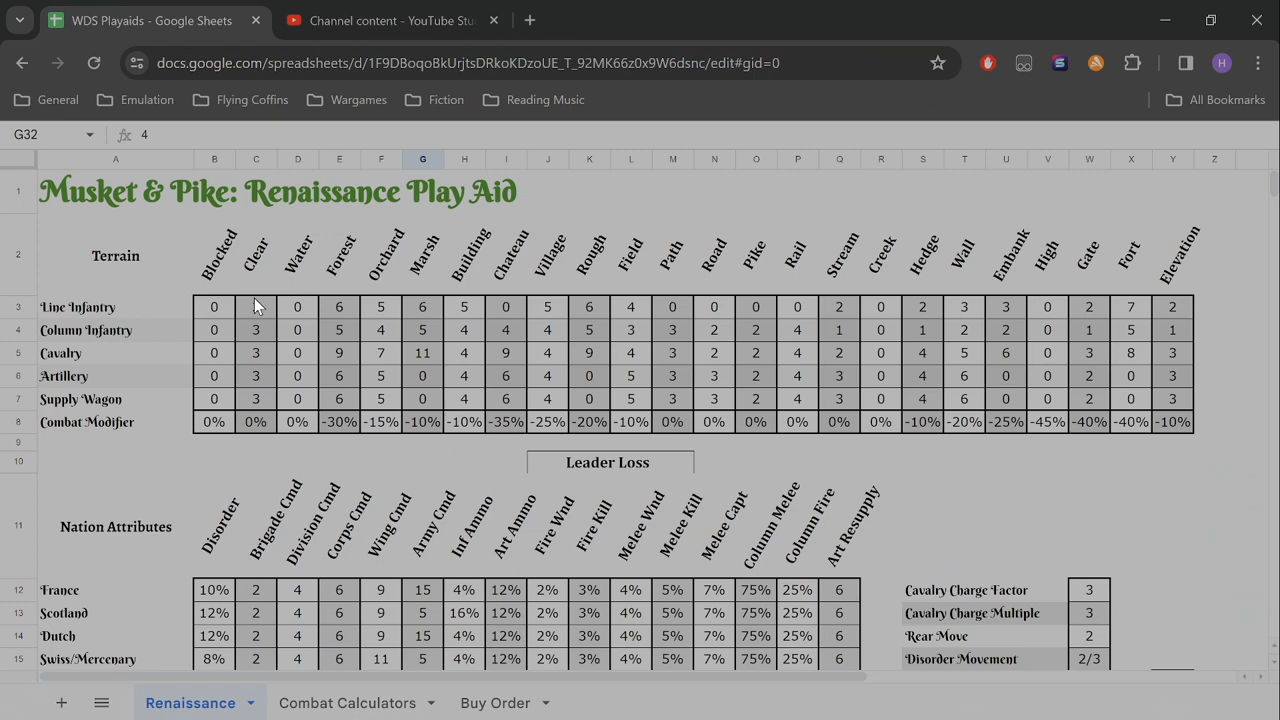 WDS Playaids - Google Sheets Channel content - YouTube Stu
docs.google.com/spreadsheets/d/1F9DBoqoBkUrjtsDRkoKDzoUE_T_92MK66z0x9W6dsnc/edit#gid=0 H
General Emulation Flying Coffins Wargames Fiction Reading Music All Bookmarks
G32 fx 4
A B C D E F G H I J K L M N O P Q R S T U V W X Y Z
1 Musket & Pike: Renaissance Play Aid
2 Terrain Blocked Clear Water Forest Orchard Marsh Building Chateau Village Rough Field Path Road Pike Rail Stream Creek Hedge Wall Embank High Gate Fort Elevation
3 Line Infantry 0 0 6 5 6 5 0 5 6 4 0 0 0 0 2 0 2 3 3 0 2 7 2
4 Column Infantry 0 3 0 5 4 5 4 4 4 5 3 3 2 2 4 1 0 1 2 2 0 1 5 1
5 Cavalry 0 3 0 9 7 11 4 9 4 9 4 3 2 2 4 2 0 4 5 6 0 3 8 3
6 Artillery 0 3 0 6 5 0 4 6 4 0 5 3 3 2 4 3 0 4 6 0 0 2 0 3
7 Supply Wagon 0 3 0 6 5 0 4 6 4 0 5 3 2 2 4 3 0 4 6 0 0 2 0 3
8 Combat Modifier 0% 0% 0% -30% -15% -10% -10% -35% -25% -20% -10% 0% 0% 0% 0% 0% 0% -10% -20% -25% -45% -40% -40% -10%
9
10 Leader Loss
11 Nation Attributes Disorder Brigade Cmd Division Cmd Corps Cmd Wing Cmd Army Cmd Inf Ammo Art Ammo Fire Wnd Fire Kill Melee Wnd Melee Kill Melee Capt Column Melee Column Fire Art Resupply
12 France 10% 2 4 6 9 15 4% 12% 2% 3% 4% 5% 7% 75% 25% 6 Cavalry Charge Factor 3
13 Scotland 12% 2 4 6 9 5 16% 12% 2% 3% 4% 5% 7% 75% 25% 6 Cavalry Charge Multiple 3
14 Dutch 12% 2 4 6 9 15 4% 12% 2% 3% 4% 5% 7% 75% 25% 6 Rear Move 2
15 Swiss/Mercenary 8% 2 4 6 11 5 4% 12% 2% 3% 4% 5% 7% 75% 25% 6 Disorder Movement 2/3
Renaissance Combat Calculators Buy Order